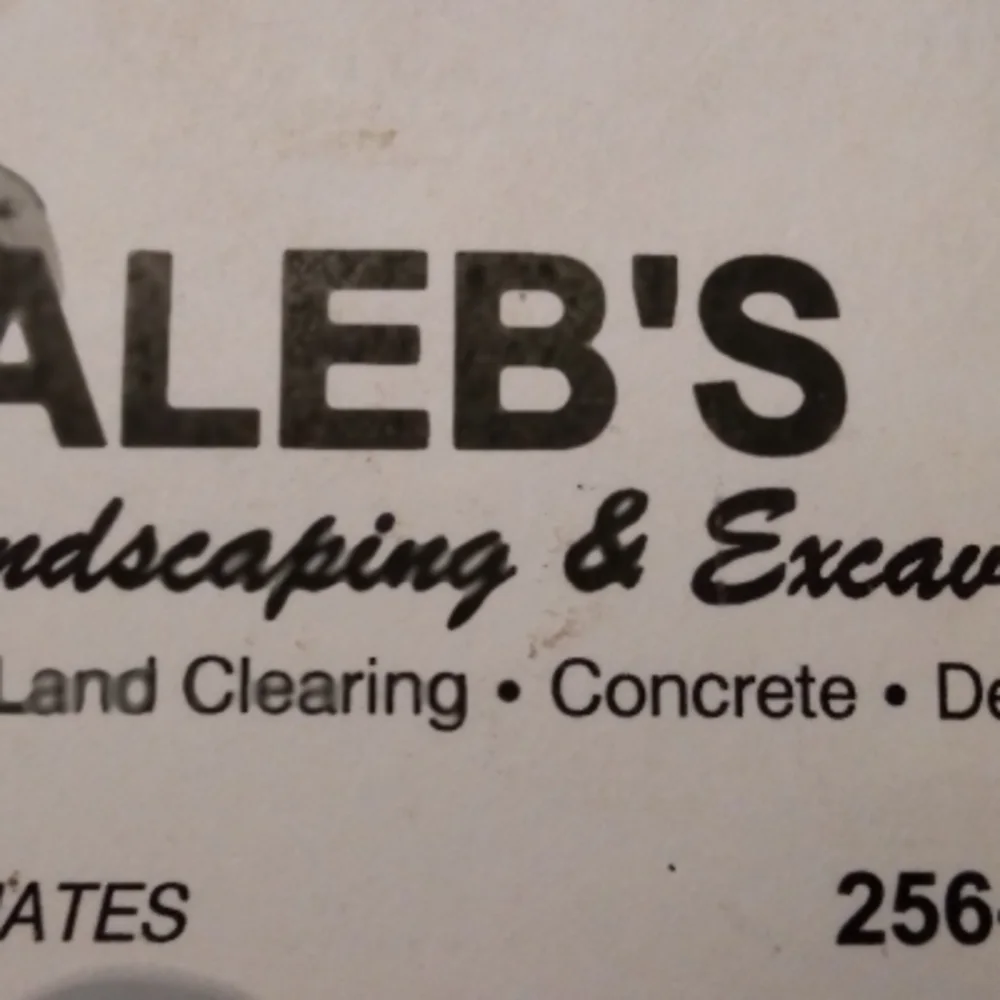 ALEB'S
ndscaping & Excav
Land Clearing • Concrete • De
ATES
256-